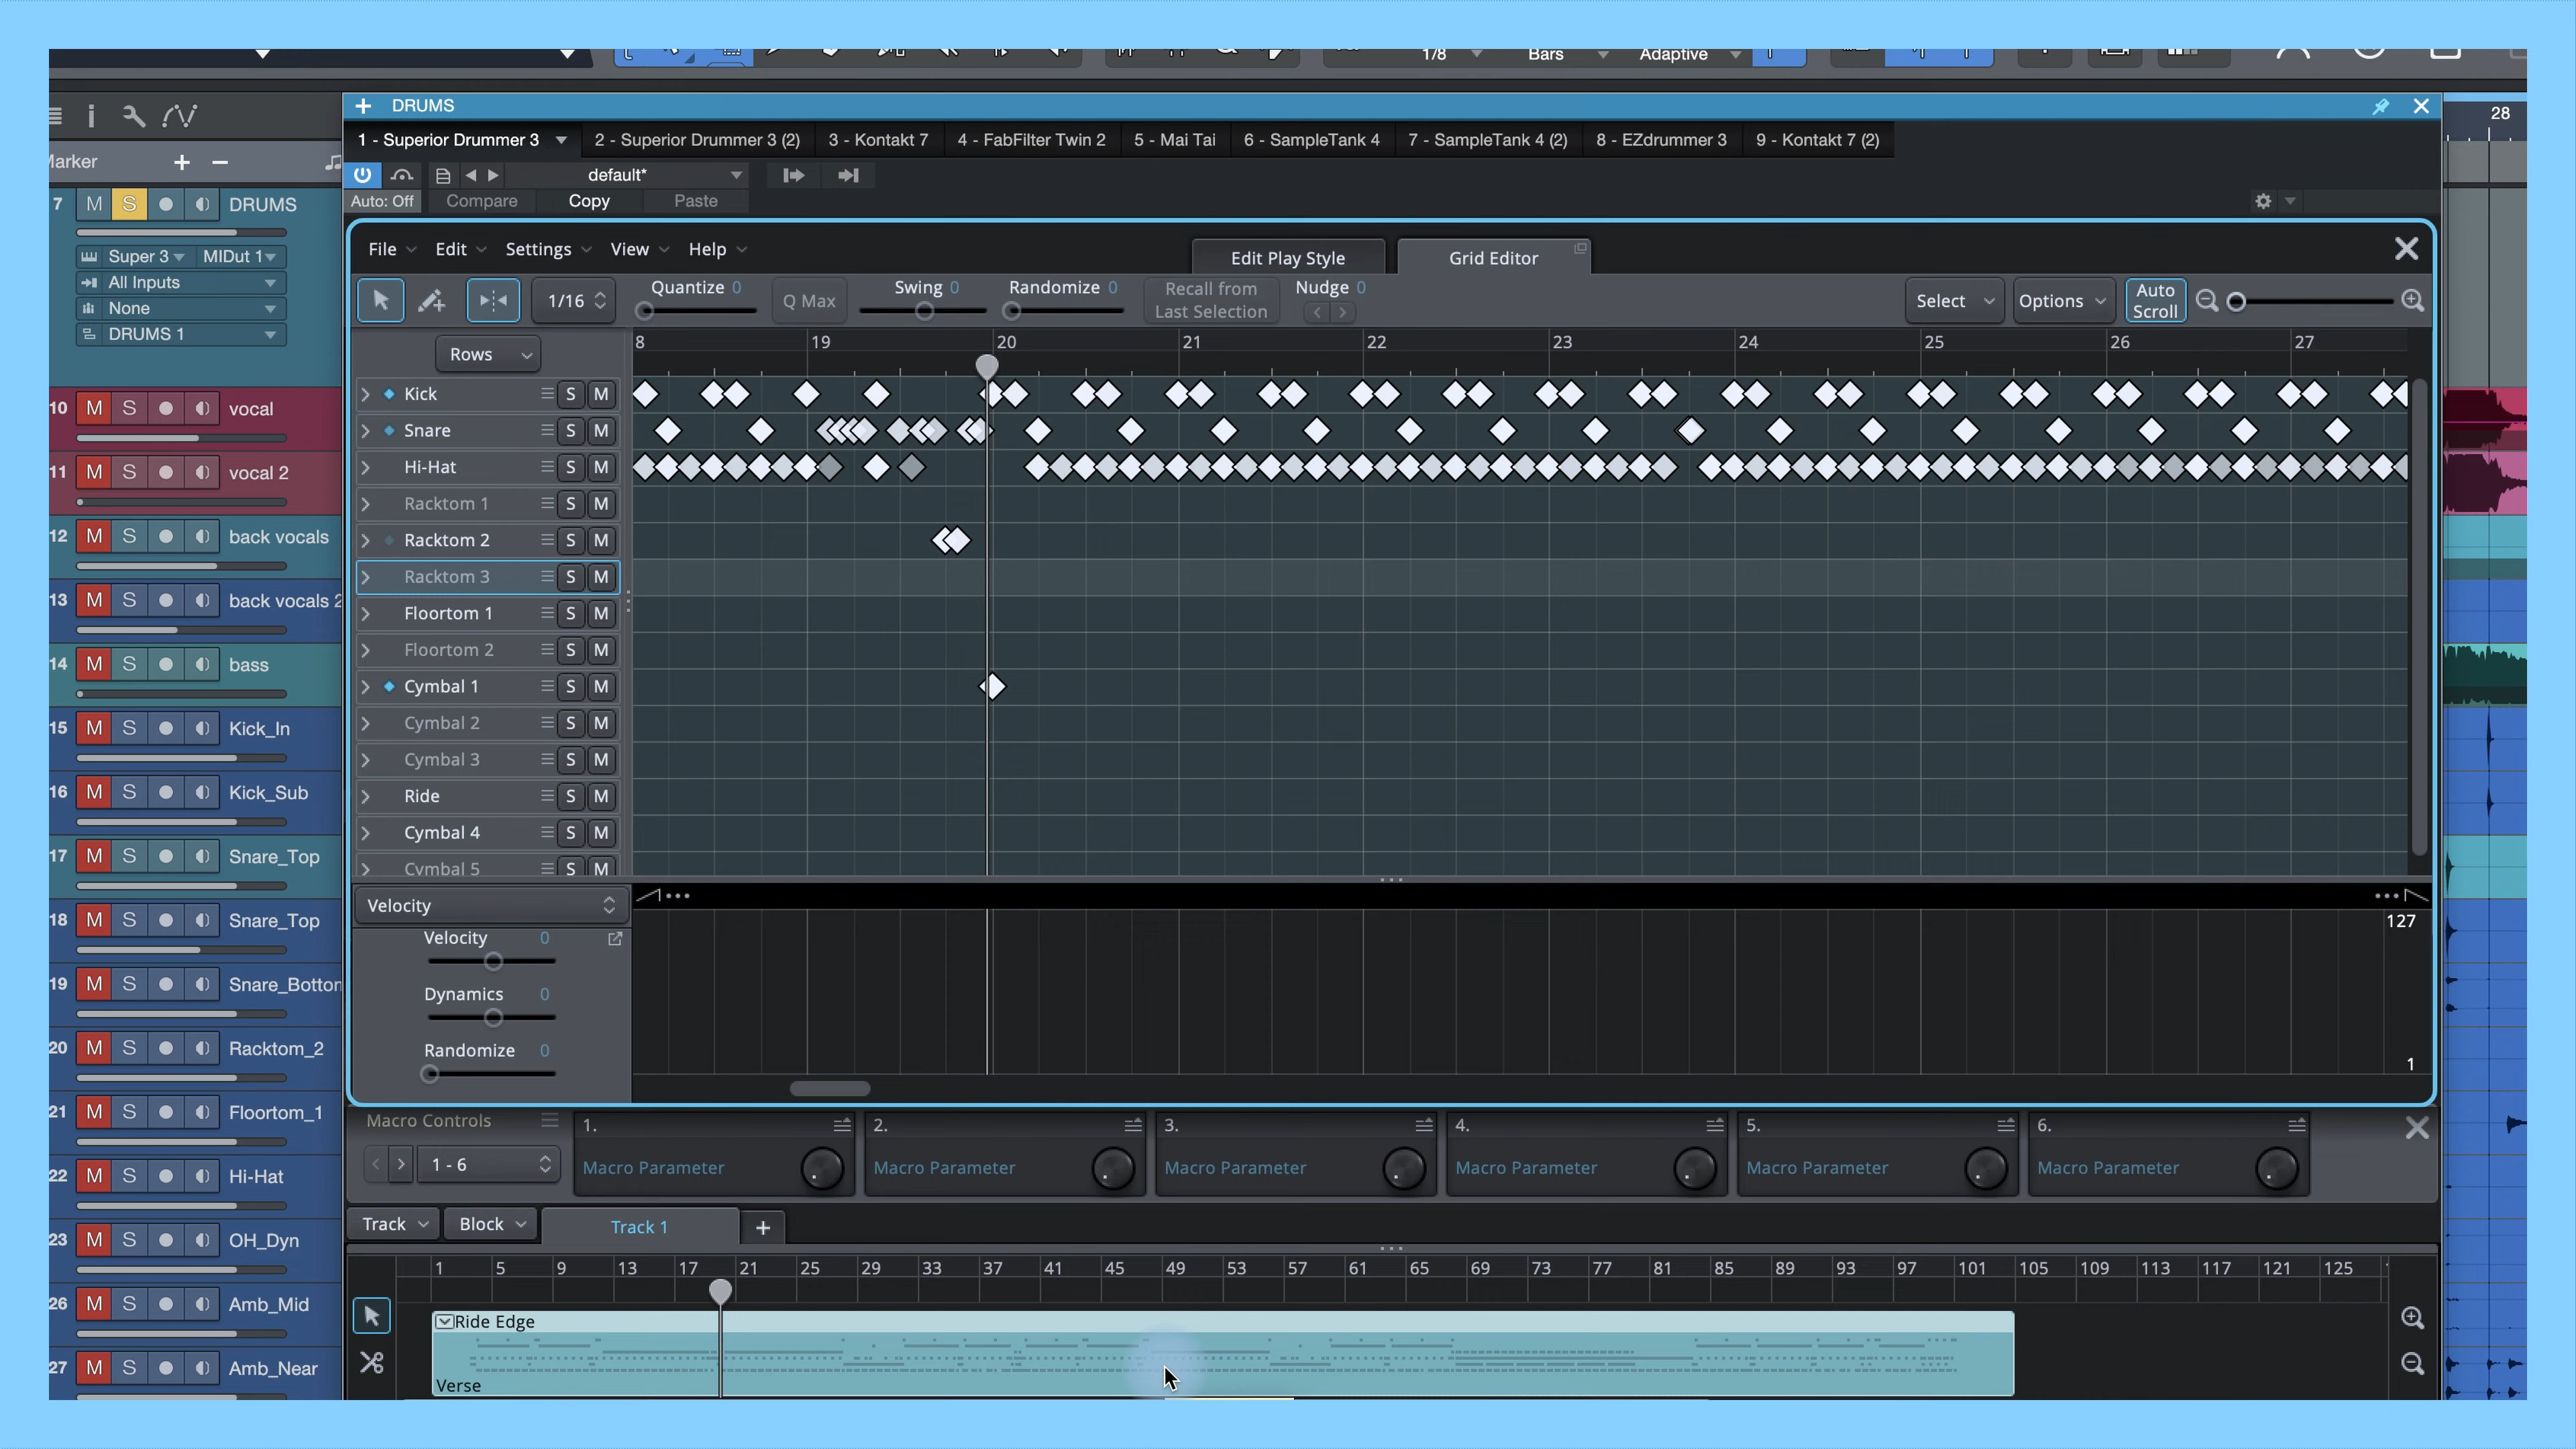 1/8 Bars Adaptive
+ DRUMS
28
1 - Superior Drummer 3 2 - Superior Drummer 3 (2) 3 - Kontakt 7 4 - FabFilter Twin 2 5 - Mai Tai 6 - SampleTank 4 7 - SampleTank 4 (2) 8 - EZdrummer 3 9 - Kontakt 7 (2)
Marker + −
default*
7 M S DRUMS
Auto: Off Compare Copy Paste
Super 3 MIDut 1
All Inputs
None
DRUMS 1
File Edit Settings View Help
Edit Play Style Grid Editor
1/16 Quantize 0 Q Max Swing 0 Randomize 0 Recall from Last Selection Nudge 0 Select Options Auto Scroll
Rows
8 19 20 21 22 23 24 25 26 27
Kick S M
Snare S M
Hi-Hat S M
Racktom 1 S M
Racktom 2 S M
Racktom 3 S M
Floortom 1 S M
Floortom 2 S M
Cymbal 1 S M
Cymbal 2 S M
Cymbal 3 S M
Ride S M
Cymbal 4 S M
Cymbal 5 S M
10 M S vocal
11 M S vocal 2
12 M S back vocals
13 M S back vocals 2
14 M S bass
15 M S Kick_In
16 M S Kick_Sub
17 M S Snare_Top
18 M S Snare_Top
19 M S Snare_Bottom
20 M S Racktom_2
21 M S Floortom_1
22 M S Hi-Hat
23 M S OH_Dyn
26 M S Amb_Mid
27 M S Amb_Near
Velocity
Velocity 0
127
Dynamics 0
Randomize 0
1
Macro Controls
1 - 6
1. Macro Parameter
2. Macro Parameter
3. Macro Parameter
4. Macro Parameter
5. Macro Parameter
6. Macro Parameter
Track Block Track 1 +
1 5 9 13 17 21 25 29 33 37 41 45 49 53 57 61 65 69 73 77 81 85 89 93 97 101 105 109 113 117 121 125
Ride Edge
Verse